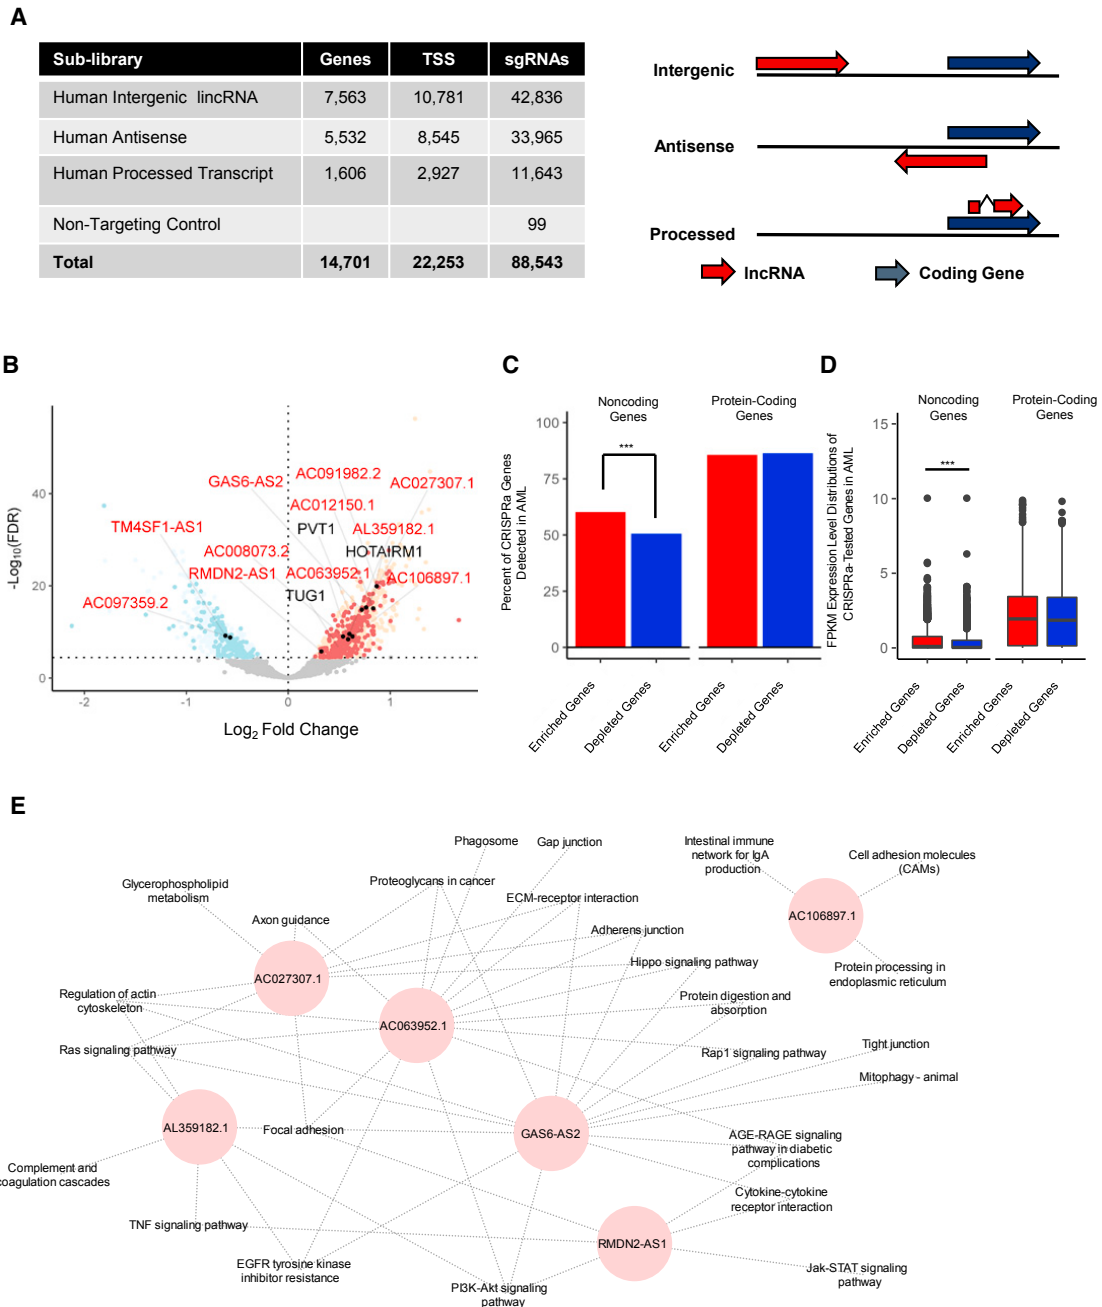 A
Sub-library Genes TSS sgRNAs
Human Intergenic lincRNA 7,563 10,781 42,836
Human Antisense 5,532 8,545 33,965
Human Processed Transcript 1,606 2,927 11,643
Non-Targeting Control 99
Total 14,701 22,253 88,543
Intergenic
Antisense
Processed
lncRNA
Coding Gene
B
-Log10(FDR)
40
20
0
-2
-1
0
1
Log2 Fold Change
GAS6-AS2
AC091982.2
AC027307.1
AC012150.1
TM4SF1-AS1
PVT1
AL359182.1
AC008073.2
HOTAIRM1
RMDN2-AS1
AC063952.1
AC106897.1
TUG1
AC097359.2
C
Percent of CRISPRa Genes
Detected in AML
100
75
50
25
0
Noncoding
Genes
Protein-Coding
Genes
***
Enriched Genes
Depleted Genes
Enriched Genes
Depleted Genes
D
FPKM Expression Level Distributions of
CRISPRa-Tested Genes in AML
15
10
5
0
Noncoding
Genes
Protein-Coding
Genes
***
Enriched Genes
Depleted Genes
Enriched Genes
Depleted Genes
E
Phagosome
Gap junction
Intestinal immune
network for IgA
production
Cell adhesion molecules
(CAMs)
Glycerophospholipid
metabolism
Proteoglycans in cancer
ECM-receptor interaction
Axon guidance
AC106897.1
Adherens junction
AC027307.1
Hippo signaling pathway
Protein processing in
endoplasmic reticulum
Regulation of actin
cytoskeleton
Protein digestion and
absorption
AC063952.1
Ras signaling pathway
Rap1 signaling pathway
Tight junction
Mitophagy - animal
AL359182.1
Focal adhesion
GAS6-AS2
AGE-RAGE signaling
pathway in diabetic
complications
Complement and
coagulation cascades
Cytokine-cytokine
receptor interaction
TNF signaling pathway
RMDN2-AS1
EGFR tyrosine kinase
inhibitor resistance
Jak-STAT signaling
pathway
PI3K-Akt signaling
pathway